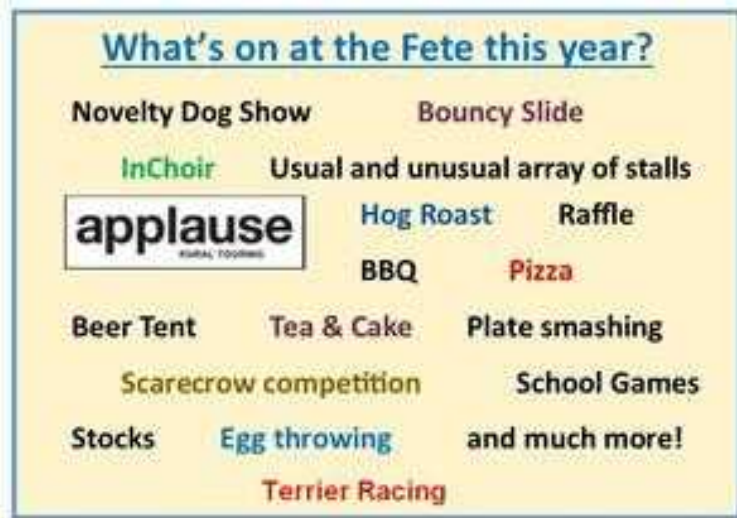 What's on at the Fete this year?
Novelty Dog Show Bouncy Slide
InChoir Usual and unusual array of stalls
applause
RURAL TOURING
Hog Roast Raffle
BBQ Pizza
Beer Tent Tea & Cake Plate smashing
Scarecrow competition School Games
Stocks Egg throwing and much more!
Terrier Racing